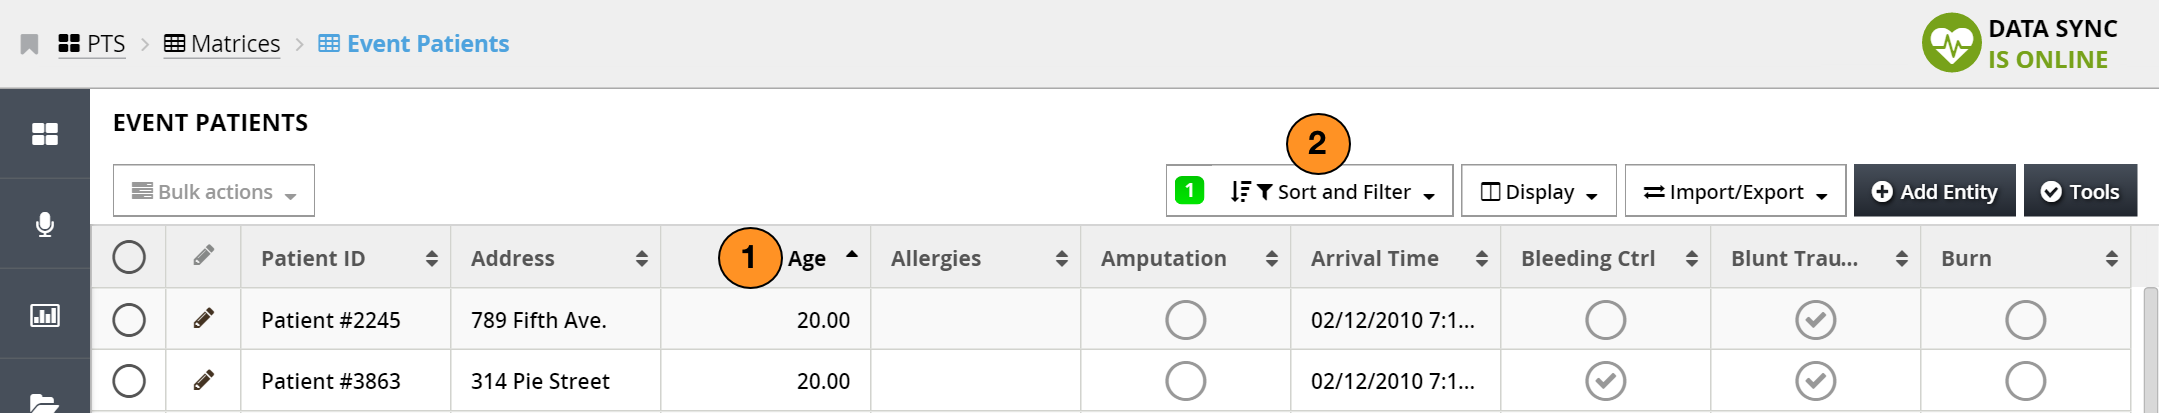 PTS > Matrices > Event Patients
DATA SYNC
IS ONLINE
EVENT PATIENTS
2
Bulk actions
1 Sort and Filter Display Import/Export Add Entity Tools
Patient ID Address 1 Age Allergies Amputation Arrival Time Bleeding Ctrl Blunt Trau... Burn
Patient #2245 789 Fifth Ave. 20.00 02/12/2010 7:1...
Patient #3863 314 Pie Street 20.00 02/12/2010 7:1...